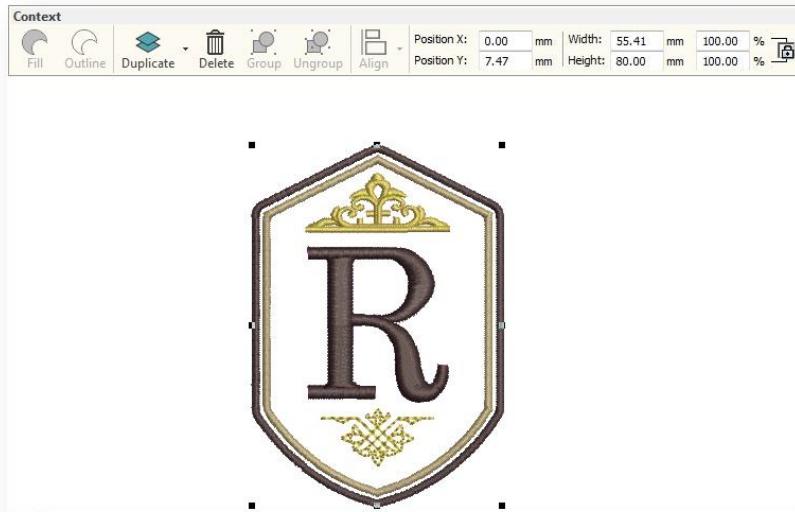 Context
Fill Outline Duplicate Delete Group Ungroup Align
Position X: 0.00 mm Width: 55.41 mm 100.00 %
Position Y: 7.47 mm Height: 80.00 mm 100.00 %
R